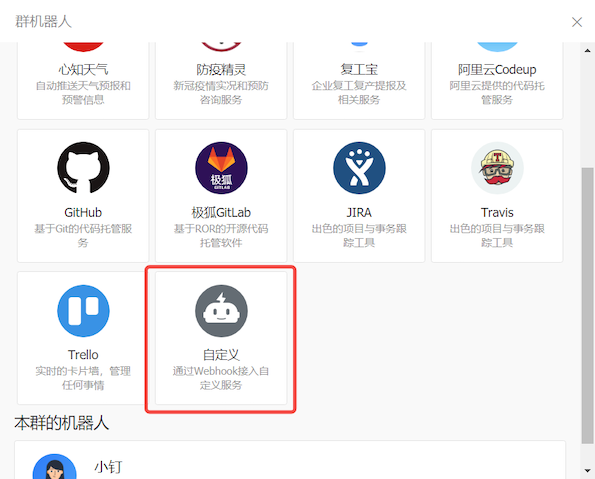 群机器人
心知天气
防疫精灵
复工宝
阿里云Codeup
自动推送天气预报和
预警信息
新冠疫情实况和预防
咨询服务
企业复工复产提报及
相关服务
阿里云提供的代码托
管服务
极狐
GITLAB
GitHub
极狐GitLab
JIRA
Travis
基于Git的代码托管服
务
基于ROR的开源代码
托管软件
出色的项目与事务跟
踪工具
出色的项目与事务跟
踪工具
Trello
自定义
实时的卡片墙，管理
任何事情
通过Webhook接入自
定义服务
本群的机器人
小钉